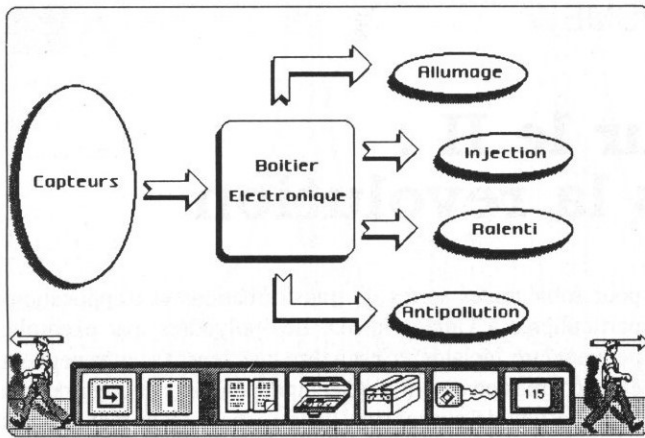 Allumage
Capteurs
Boitier
Electronique
Injection
Ralenti
Antipollution
i
115